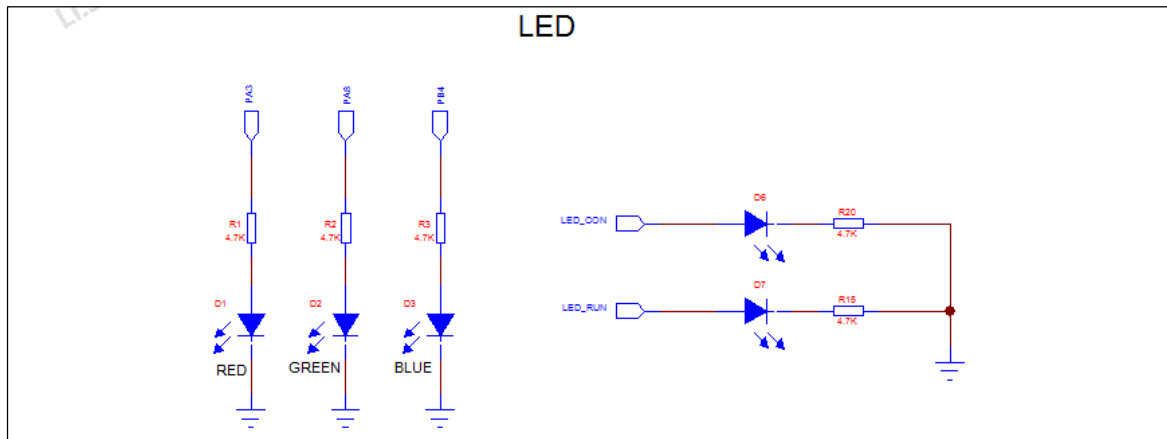 LED
PA3
PA8
PB4
R1
4.7K
R2
4.7K
R3
4.7K
D1
D2
D3
RED
GREEN
BLUE
D6
LED_CON
R20
4.7K
D7
LED_RUN
R15
4.7K